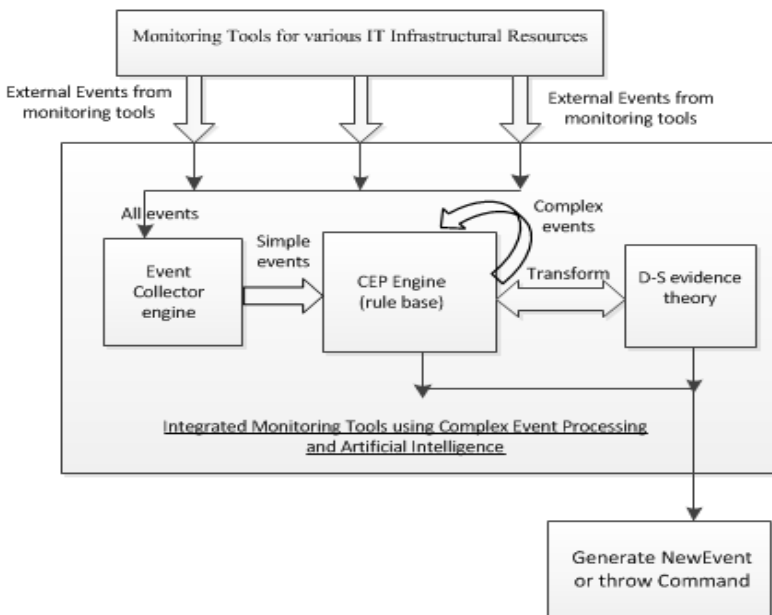 Monitoring Tools for various IT Infrastructural Resources
External Events from
monitoring tools
External Events from
monitoring tools
All events
Event
Collector
engine
Simple
events
CEP Engine
(rule base)
Complex
events
Transform
D-S evidence
theory
Integrated Monitoring Tools using Complex Event Processing
and Artificial Intelligence
Generate NewEvent
or throw Command